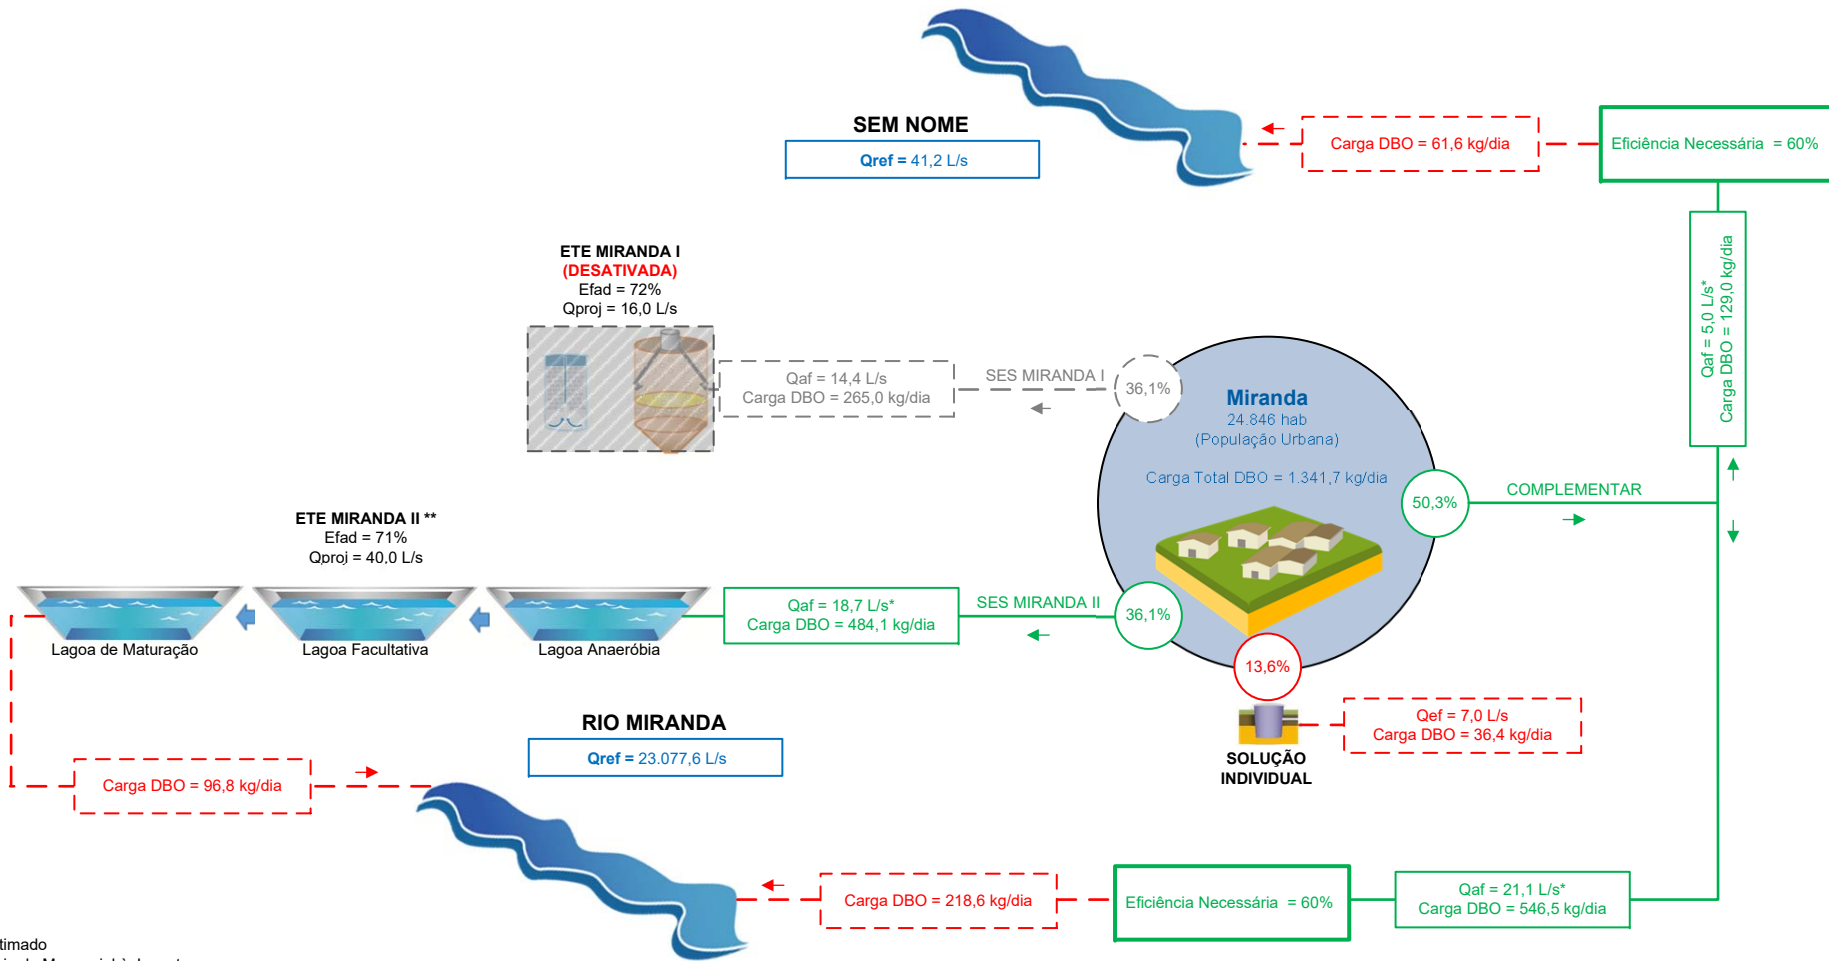 SEM NOME
Qref = 41,2 L/s
Carga DBO = 61,6 kg/dia
Eficiência Necessária = 60%
Qaf = 5,0 L/s*
Carga DBO = 129,0 kg/dia
ETE MIRANDA I
(DESATIVADA)
Efad = 72%
Qproj = 16,0 L/s
Qaf = 14,4 L/s
Carga DBO = 265,0 kg/dia
SES MIRANDA I
36,1%
Miranda
24.846 hab
(População Urbana)
Carga Total DBO = 1.341,7 kg/dia
50,3%
COMPLEMENTAR
ETE MIRANDA II **
Efad = 71%
Qproj = 40,0 L/s
Lagoa de Maturação
Lagoa Facultativa
Lagoa Anaeróbia
Qaf = 18,7 L/s*
Carga DBO = 484,1 kg/dia
SES MIRANDA II
36,1%
13,6%
Qef = 7,0 L/s
Carga DBO = 36,4 kg/dia
SOLUÇÃO
INDIVIDUAL
RIO MIRANDA
Qref = 23.077,6 L/s
Carga DBO = 96,8 kg/dia
Carga DBO = 218,6 kg/dia
Eficiência Necessária = 60%
Qaf = 21,1 L/s*
Carga DBO = 546,5 kg/dia
timado